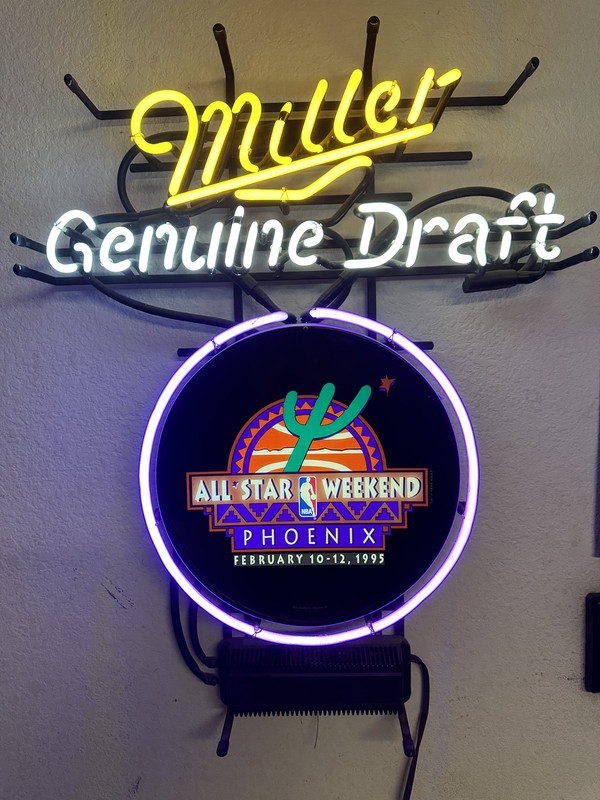 Miller
Genuine Draft
ALL STAR WEEKEND
NBA
PHOENIX
FEBRUARY 10-12, 1995